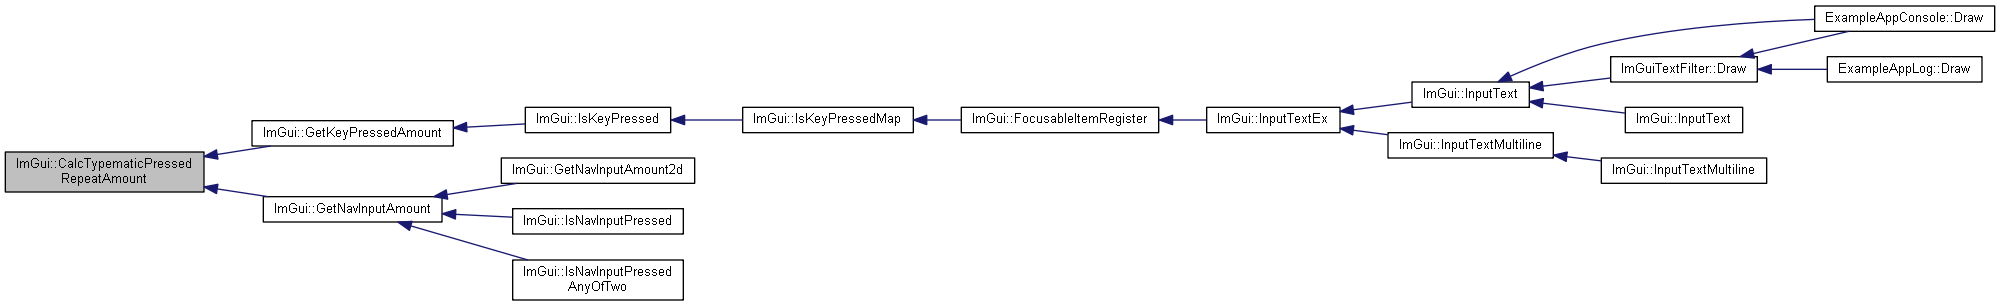 ExampleAppConsole::Draw
ImGuiTextFilter::Draw
ExampleAppLog::Draw
ImGui::InputText
ImGui::IsKeyPressed
ImGui::IsKeyPressedMap
ImGui::FocusableItemRegister
ImGui::InputTextEx
ImGui::InputText
ImGui::GetKeyPressedAmount
ImGui::InputTextMultiline
ImGui::CalcTypematicPressed
RepeatAmount
ImGui::GetNavInputAmount2d
ImGui::InputTextMultiline
ImGui::GetNavInputAmount
ImGui::IsNavInputPressed
ImGui::IsNavInputPressed
AnyOfTwo